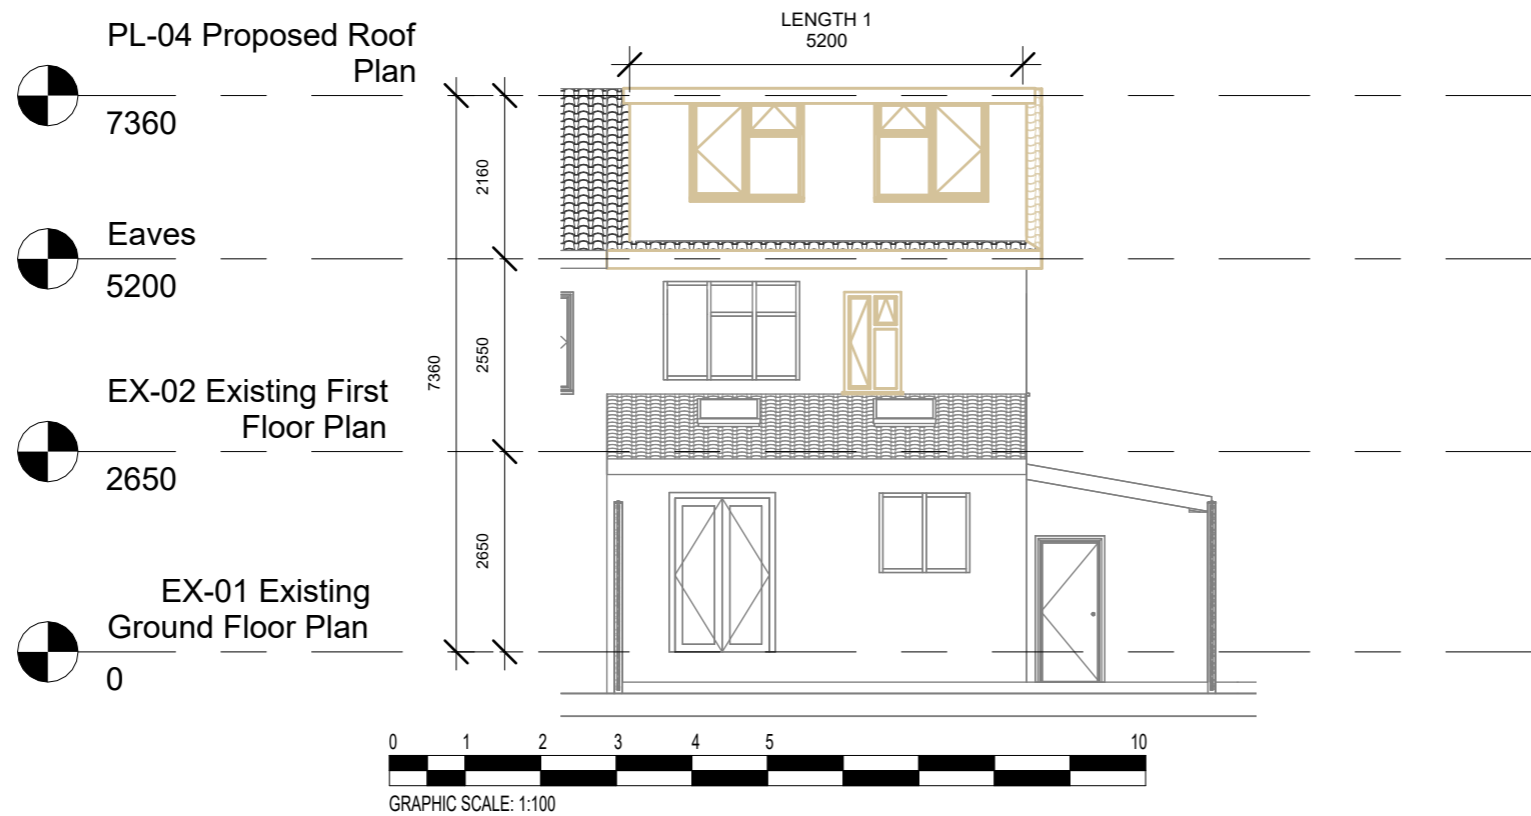 LENGTH 1
5200
PL-04 Proposed Roof
Plan
7360
2160
Eaves
5200
7360
2550
EX-02 Existing First
Floor Plan
2650
2650
EX-01 Existing
Ground Floor Plan
0
0 1 2 3 4 5 10
GRAPHIC SCALE: 1:100